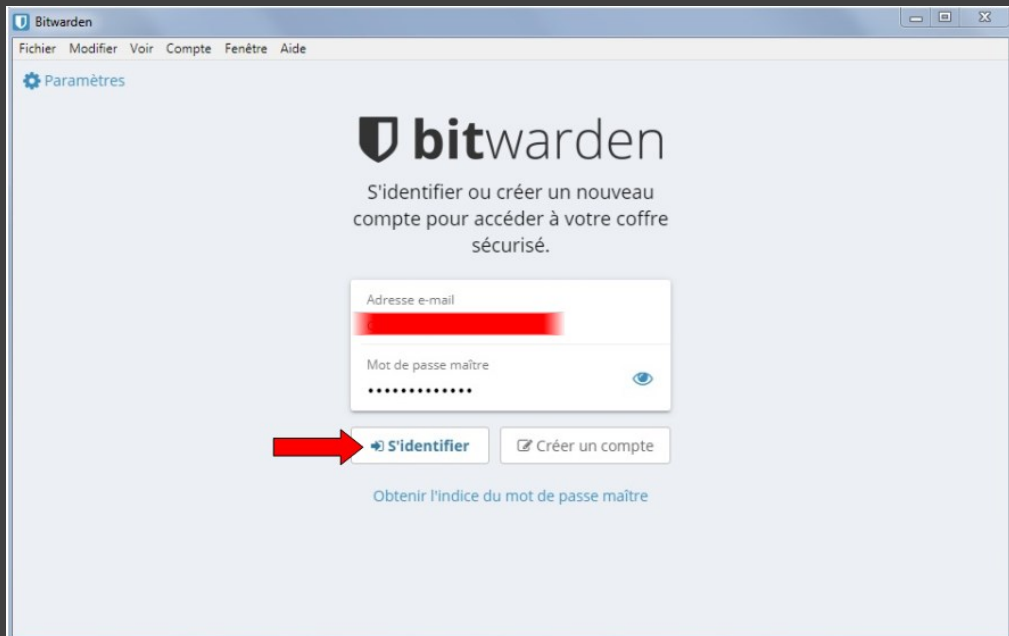 Bitwarden
Fichier Modifier Voir Compte Fenêtre Aide
Paramètres
bitwarden
S'identifier ou créer un nouveau
compte pour accéder à votre coffre
sécurisé.
Adresse e-mail
Mot de passe maître
•••••••••••••
S'identifier
Créer un compte
Obtenir l'indice du mot de passe maître